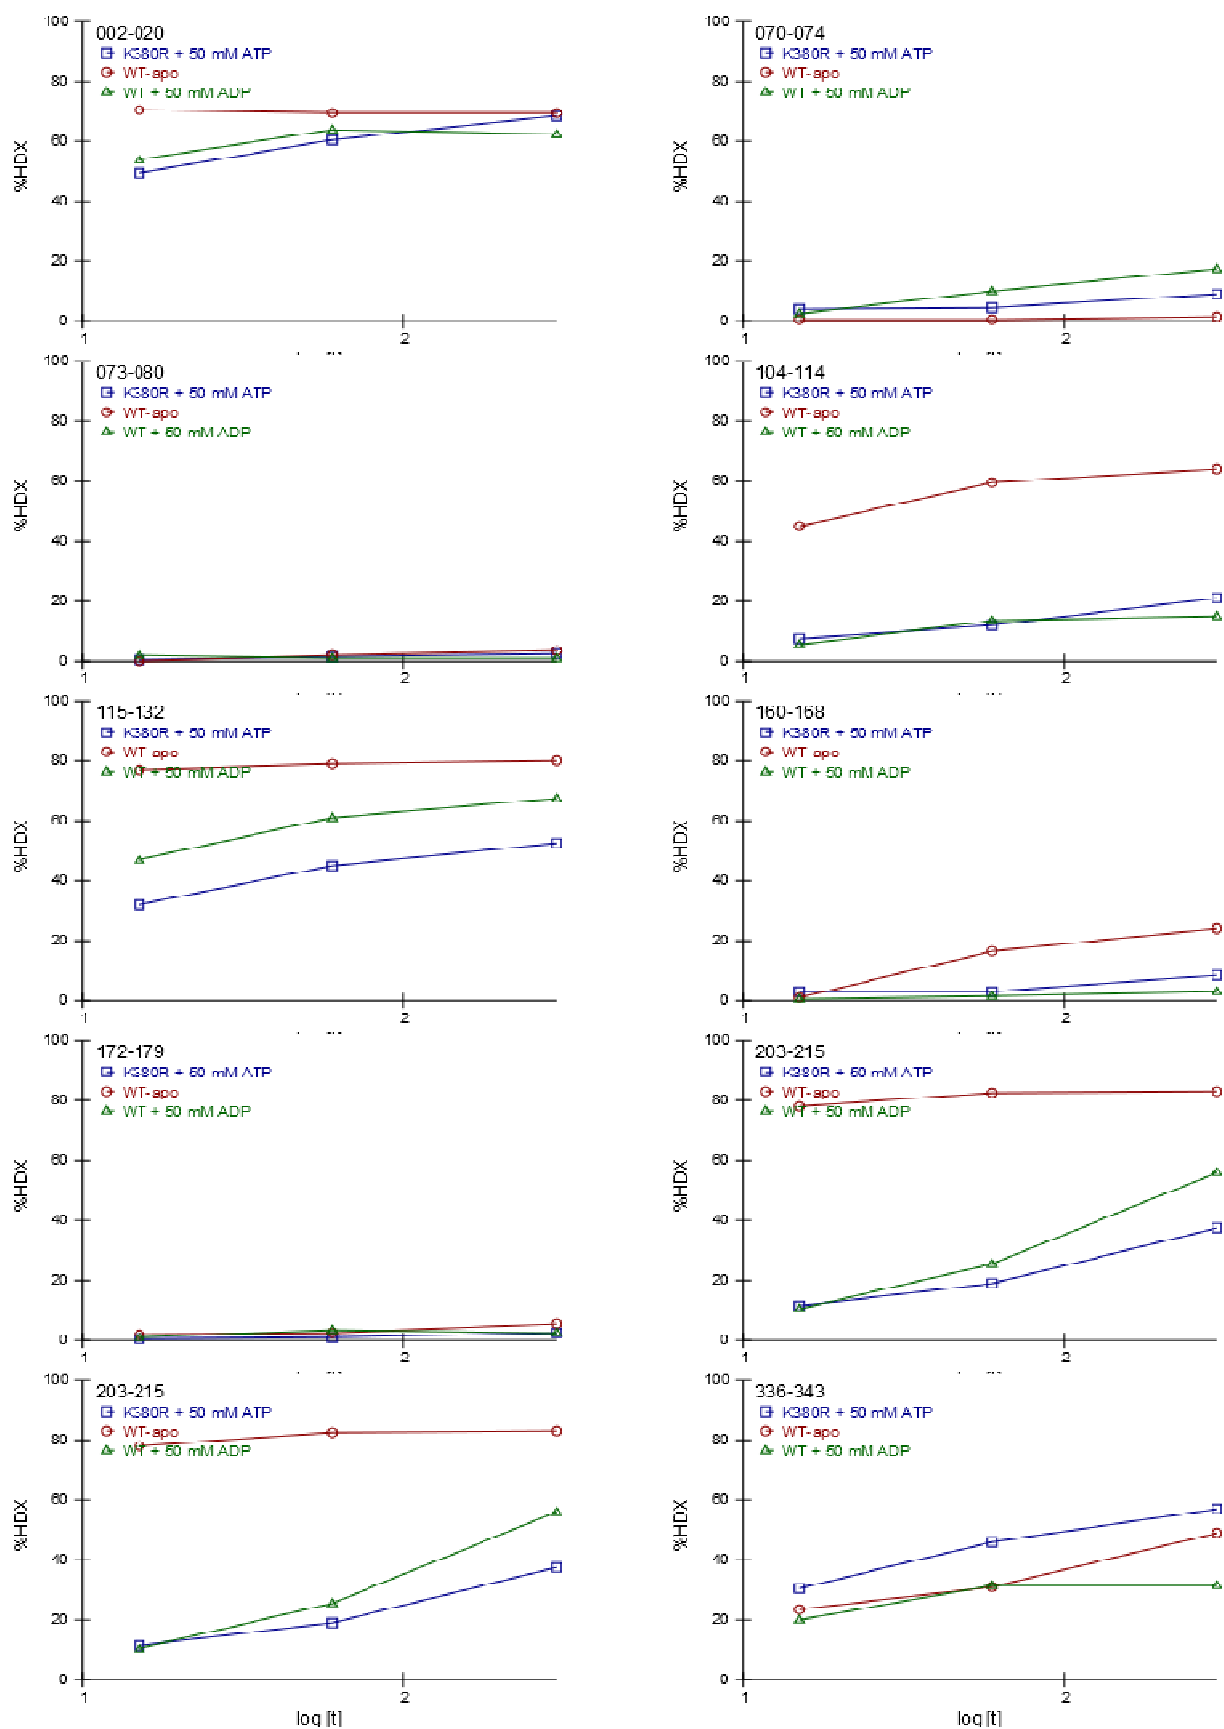 100
002-020
K380R + 50 mM ATP
WT-apo
WT + 50 mM ADP
80
60
40
20
0
%HDX
1
2
100
070-074
K380R + 50 mM ATP
WT-apo
WT + 50 mM ADP
80
60
40
20
0
%HDX
1
2
100
073-080
K380R + 50 mM ATP
WT-apo
WT + 50 mM ADP
80
60
40
20
0
%HDX
1
2
100
104-114
K380R + 50 mM ATP
WT-apo
WT + 50 mM ADP
80
60
40
20
0
%HDX
1
2
100
115-132
K380R + 50 mM ATP
WT-apo
WT + 50 mM ADP
80
60
40
20
0
%HDX
1
2
100
160-168
K380R + 50 mM ATP
WT-apo
WT + 50 mM ADP
80
60
40
20
0
%HDX
1
2
100
172-179
K380R + 50 mM ATP
WT-apo
WT + 50 mM ADP
80
60
40
20
0
%HDX
1
2
100
203-215
K380R + 50 mM ATP
WT-apo
WT + 50 mM ADP
80
60
40
20
0
%HDX
1
2
100
203-215
K380R + 50 mM ATP
WT-apo
WT + 50 mM ADP
80
60
40
20
0
%HDX
1
2
log [t]
100
336-343
K380R + 50 mM ATP
WT-apo
WT + 50 mM ADP
80
60
40
20
0
%HDX
1
2
log [t]